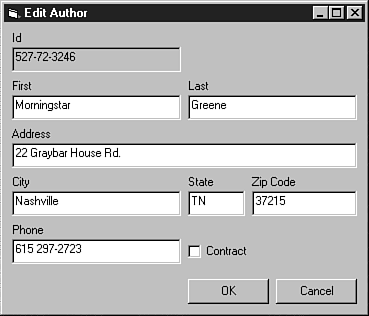 Edit Author
Id
527-72-3246
First Last
Morningstar Greene
Address
22 Graybar House Rd.
City State Zip Code
Nashville TN 37215
Phone
615 297-2723
Contract
OK Cancel